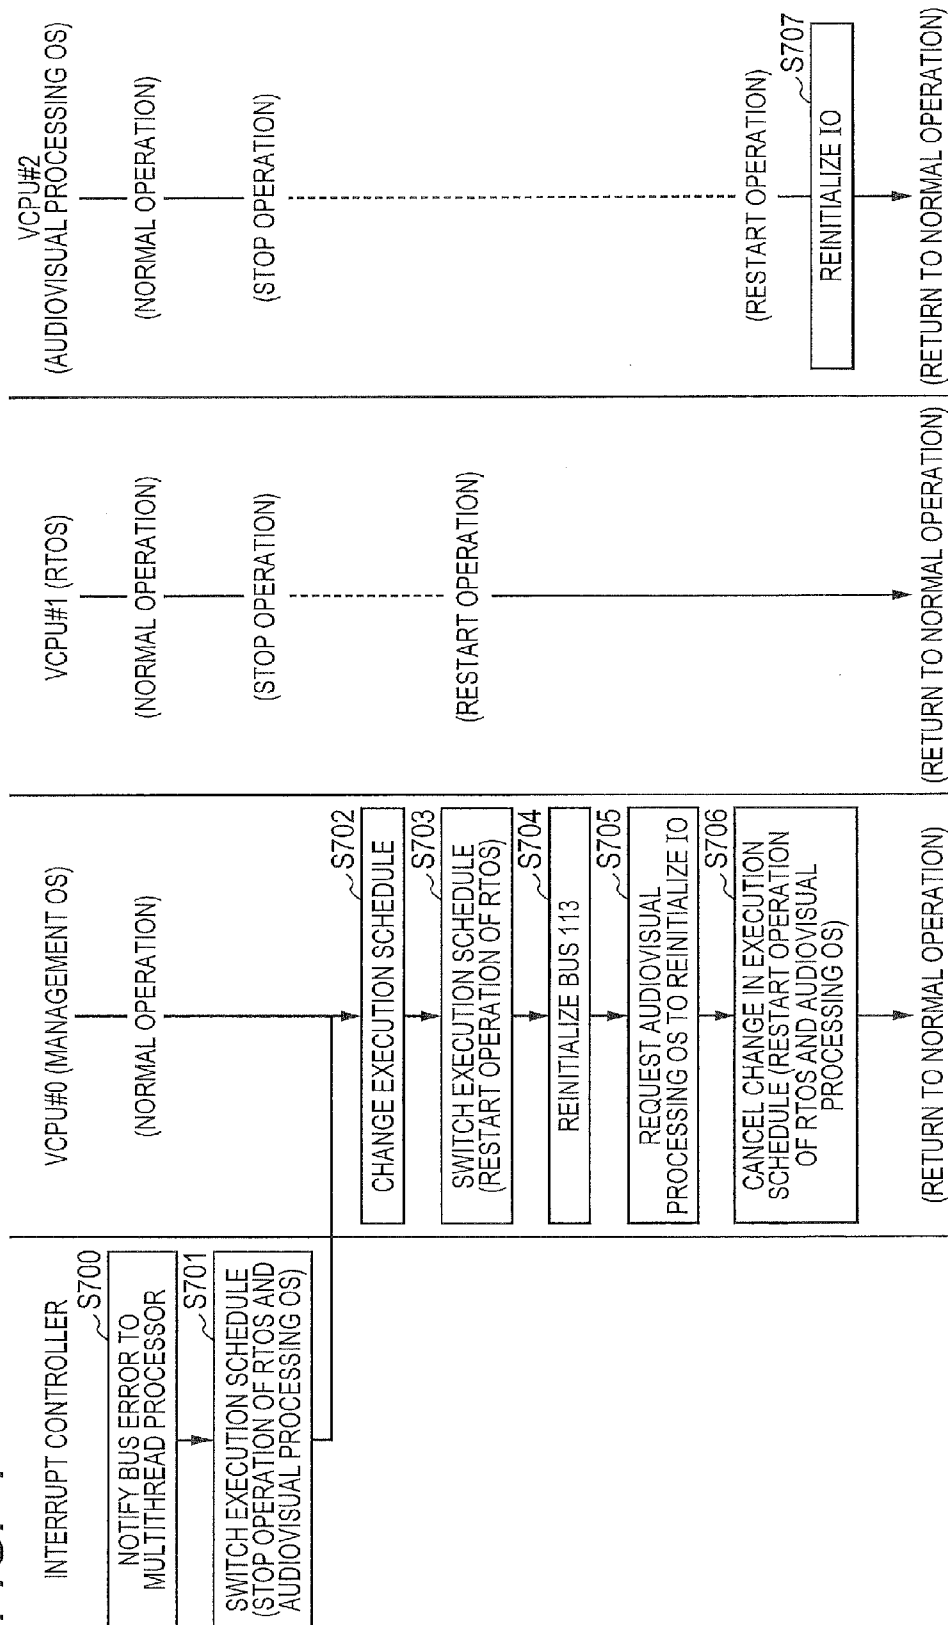 INTERRUPT CONTROLLER
S700
NOTIFY BUS ERROR TO
MULTITHREAD PROCESSOR
S701
SWITCH EXECUTION SCHEDULE
(STOP OPERATION OF RTOS AND
AUDIOVISUAL PROCESSING OS)
VCPU#0 (MANAGEMENT OS)
(NORMAL OPERATION)
S702
CHANGE EXECUTION SCHEDULE
S703
SWITCH EXECUTION SCHEDULE
(RESTART OPERATION OF RTOS)
S704
REINITIALIZE BUS 113
S705
REQUEST AUDIOVISUAL
PROCESSING OS TO REINITIALIZE IO
S706
CANCEL CHANGE IN EXECUTION
SCHEDULE (RESTART OPERATION
OF RTOS AND AUDIOVISUAL
PROCESSING OS)
(RETURN TO NORMAL OPERATION)
VCPU#1 (RTOS)
(NORMAL OPERATION)
(STOP OPERATION)
(RESTART OPERATION)
(RETURN TO NORMAL OPERATION)
VCPU#2
(AUDIOVISUAL PROCESSING OS)
(NORMAL OPERATION)
(STOP OPERATION)
(RESTART OPERATION)
S707
REINITIALIZE IO
(RETURN TO NORMAL OPERATION)